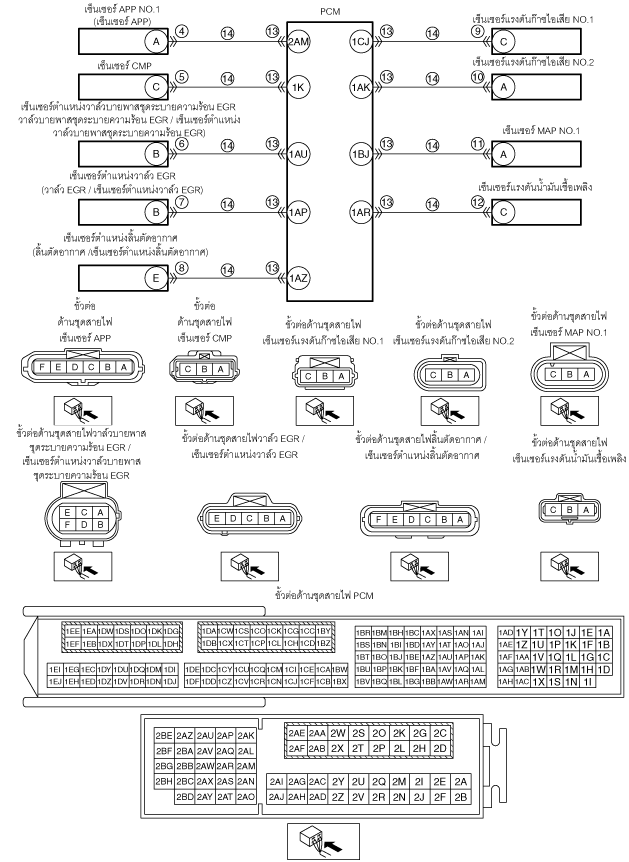 เซ็นเซอร์ APP NO.1
(เซ็นเซอร์ APP)
PCM
เซ็นเซอร์แรงดันก๊าซไอเสีย NO.1
A 4 14 13 2AM
1CJ 13 14 9 C
เซ็นเซอร์ CMP
เซ็นเซอร์แรงดันก๊าซไอเสีย NO.2
C 5 14 13 1K
1AK 13 14 10 A
เซ็นเซอร์ตำแหน่งวาล์วบายพาสชุดระบายความร้อน EGR
วาล์วบายพาสชุดระบายความร้อน EGR / เซ็นเซอร์ตำแหน่ง
วาล์วบายพาสชุดระบายความร้อน EGR)
เซ็นเซอร์ MAP NO.1
B 6 14 13 1AU
1BJ 13 14 11 A
เซ็นเซอร์ตำแหน่งวาล์ว EGR
(วาล์ว EGR / เซ็นเซอร์ตำแหน่งวาล์ว EGR)
เซ็นเซอร์แรงดันน้ำมันเชื้อเพลิง
B 7 14 13 1AP
1AR 13 14 12 C
เซ็นเซอร์ตำแหน่งลิ้นตัดอากาศ
(ลิ้นตัดอากาศ /เซ็นเซอร์ตำแหน่งลิ้นตัดอากาศ)
E 8 14 13 1AZ
ขั้วต่อ
ด้านชุดสายไฟ
เซ็นเซอร์ APP
F E D C B A
ขั้วต่อ
ด้านชุดสายไฟ
เซ็นเซอร์ CMP
C B A
ขั้วต่อด้านชุดสายไฟ
เซ็นเซอร์แรงดันก๊าซไอเสีย NO.1
C B A
ขั้วต่อด้านชุดสายไฟ
เซ็นเซอร์แรงดันก๊าซไอเสีย NO.2
C B A
ขั้วต่อด้านชุดสายไฟ
เซ็นเซอร์ MAP NO.1
C B A
ขั้วต่อด้านชุดสายไฟวาล์วบายพาส
ชุดระบายความร้อน EGR /
เซ็นเซอร์ตำแหน่งวาล์วบายพาส
ชุดระบายความร้อน EGR
E C A
F D B
ขั้วต่อด้านชุดสายไฟวาล์ว EGR /
เซ็นเซอร์ตำแหน่งวาล์ว EGR
E D C B A
ขั้วต่อด้านชุดสายไฟลิ้นตัดอากาศ /
เซ็นเซอร์ตำแหน่งลิ้นตัดอากาศ
F E D C B A
ขั้วต่อด้านชุดสายไฟ
เซ็นเซอร์แรงดันน้ำมันเชื้อเพลิง
C B A
ขั้วต่อด้านชุดสายไฟ PCM
1EE 1EA 1DW 1DS 1DO 1DK 1DG
1EF 1EB 1DX 1DT 1DP 1DL 1DH
1EI 1EG 1EC 1DY 1DU 1DQ 1DM 1DI
1EJ 1EH 1ED 1DZ 1DV 1DR 1DN 1DJ
1DA 1CW 1CS 1CO 1CK 1CG 1CC 1BY
1DB 1CX 1CT 1CP 1CL 1CH 1CD 1BZ
1DE 1DC 1CY 1CU 1CQ 1CM 1CI 1CE 1CA 1BW
1DF 1DD 1CZ 1CV 1CR 1CN 1CJ 1CF 1CB 1BX
1BR 1BM 1BH 1BC 1AX 1AS 1AN 1AI
1BS 1BN 1BI 1BD 1AY 1AT 1AO 1AJ
1BT 1BO 1BJ 1BE 1AZ 1AU 1AP 1AK
1BU 1BP 1BK 1BF 1BA 1AV 1AQ 1AL
1BV 1BQ 1BL 1BG 1BB 1AW 1AR 1AM
1AD 1Y 1T 1O 1J 1E 1A
1AE 1Z 1U 1P 1K 1F 1B
1AF 1AA 1V 1Q 1L 1G 1C
1AG 1AB 1W 1R 1M 1H 1D
1AH 1AC 1X 1S 1N 1I
2BE 2AZ 2AU 2AP 2AK
2BF 2BA 2AV 2AQ 2AL
2BG 2BB 2AW 2AR 2AM
2BH 2BC 2AX 2AS 2AN
2BD 2AY 2AT 2AO
2AE 2AA 2W 2S 2O 2K 2G 2C
2AF 2AB 2X 2T 2P 2L 2H 2D
2AI 2AG 2AC 2Y 2U 2Q 2M 2I 2E 2A
2AJ 2AH 2AD 2Z 2V 2R 2N 2J 2F 2B